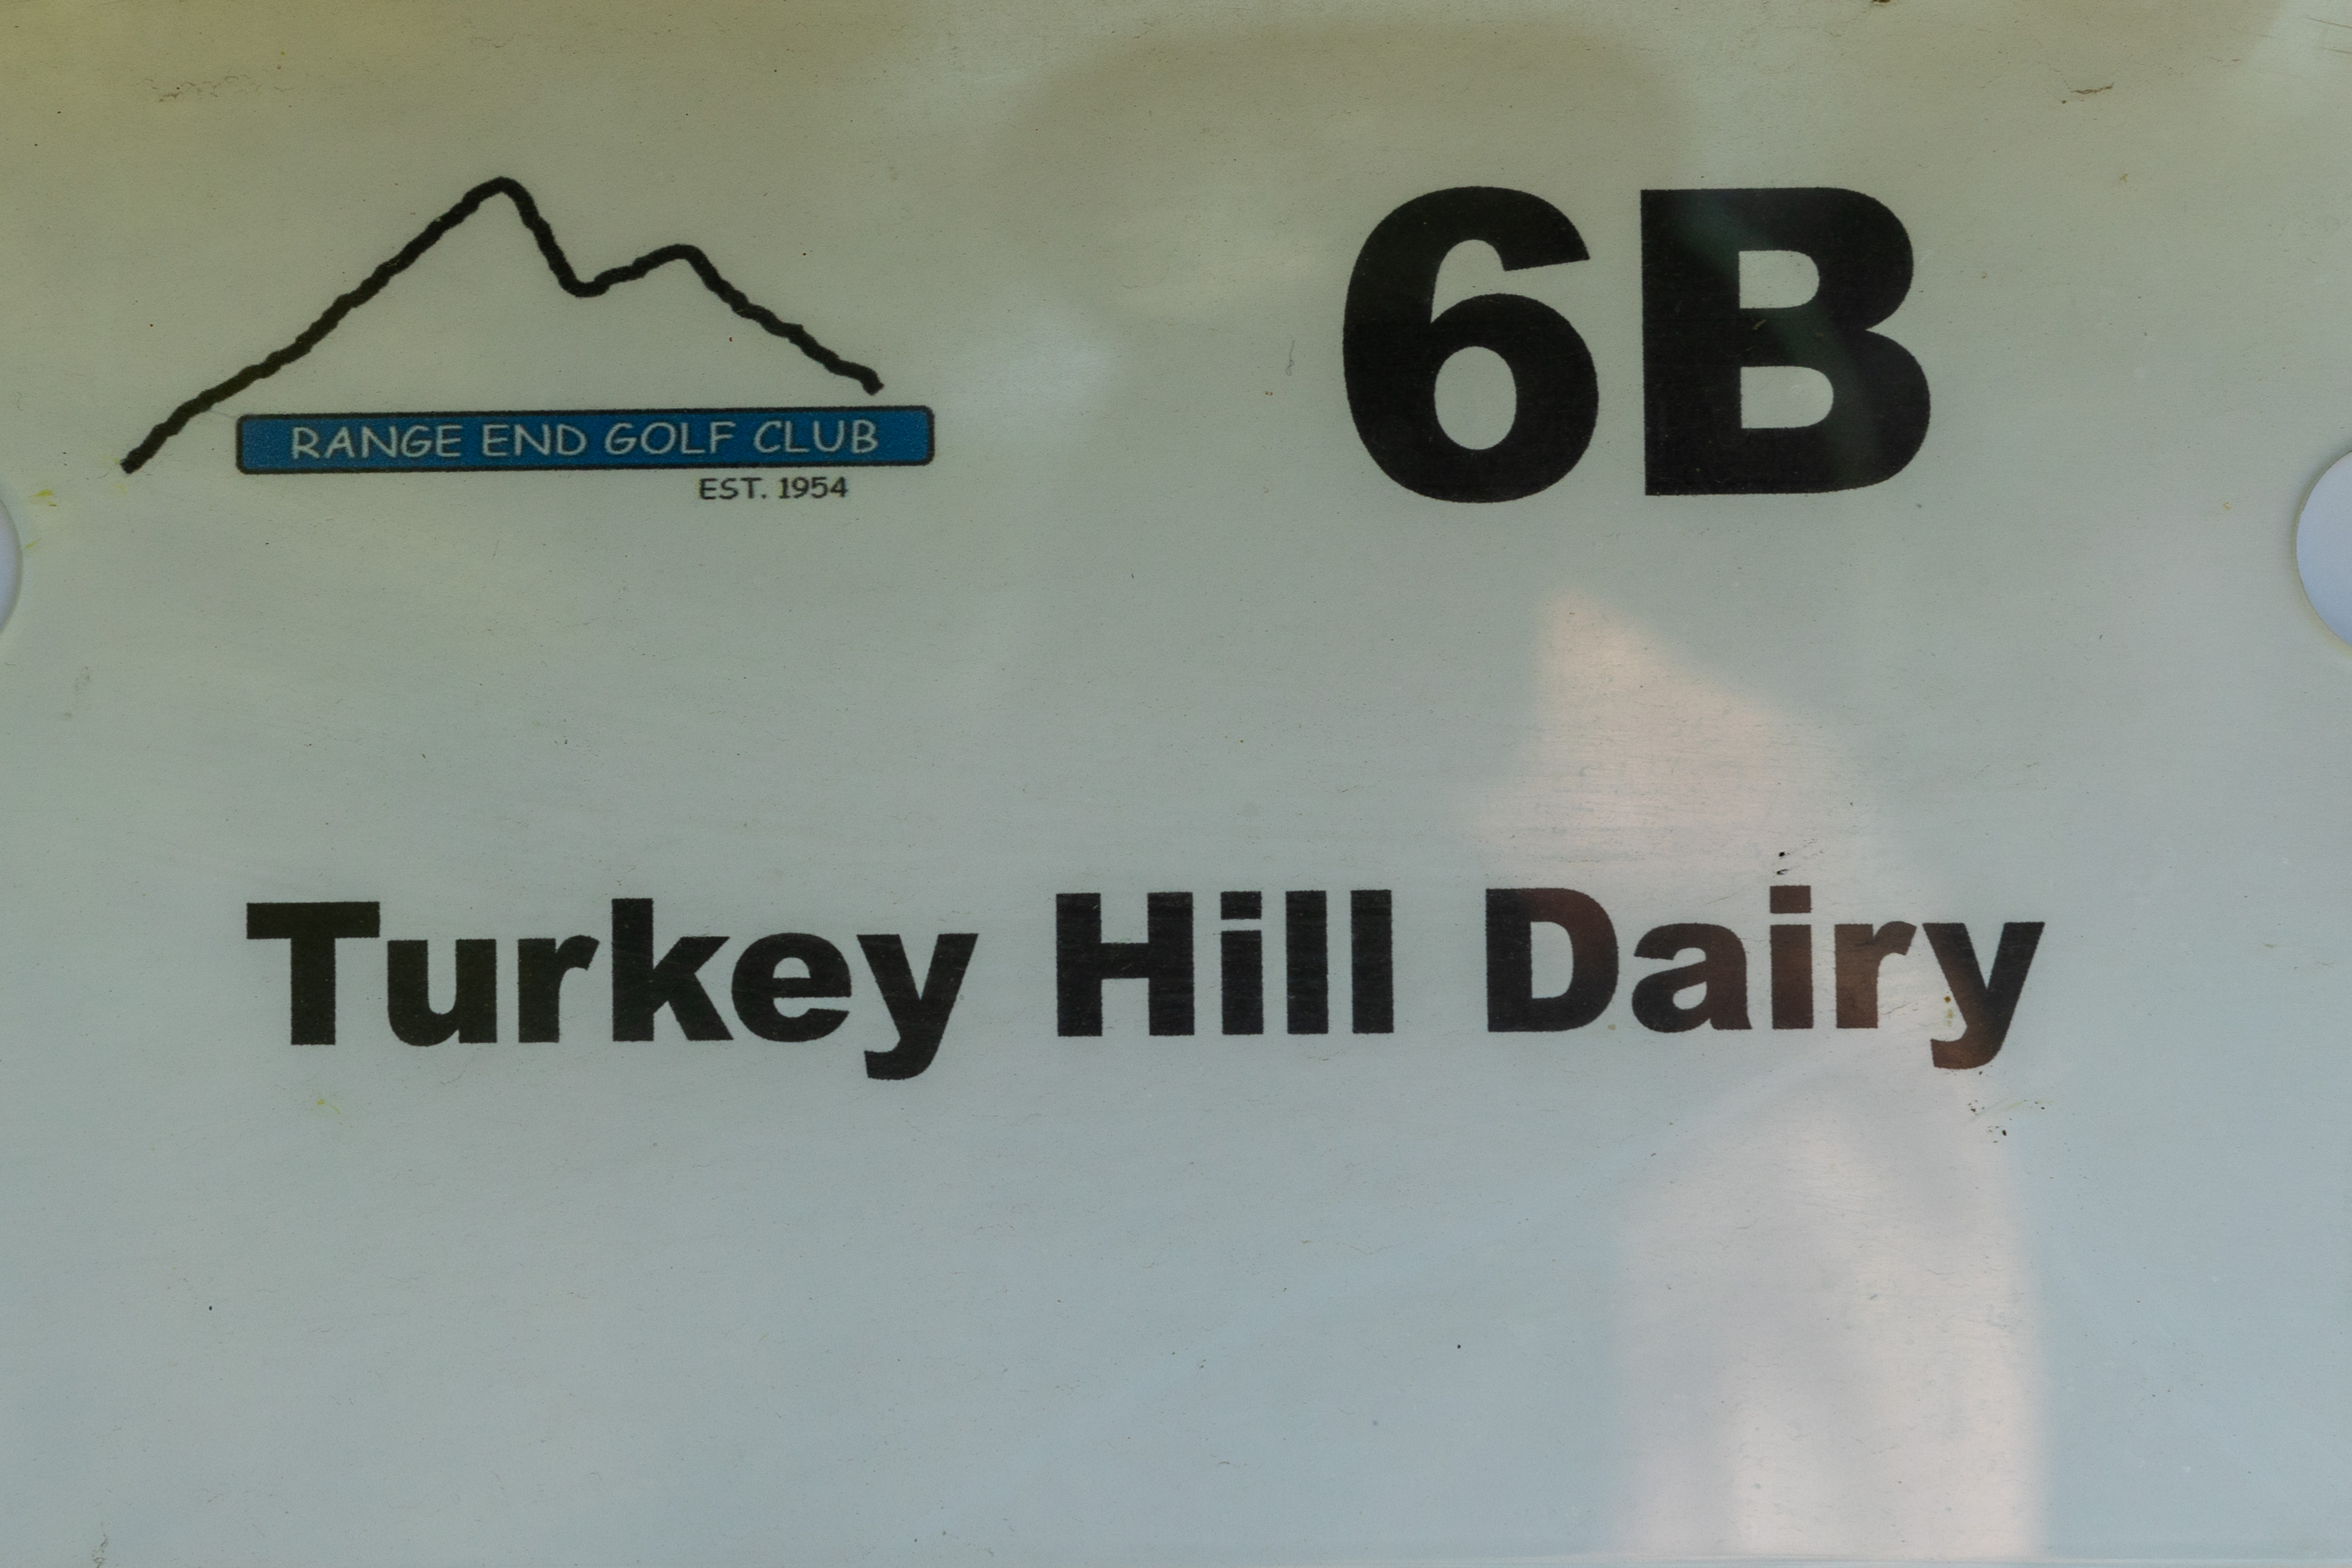 6B
RANGE END GOLF CLUB
EST. 1954
Turkey Hill Dairy